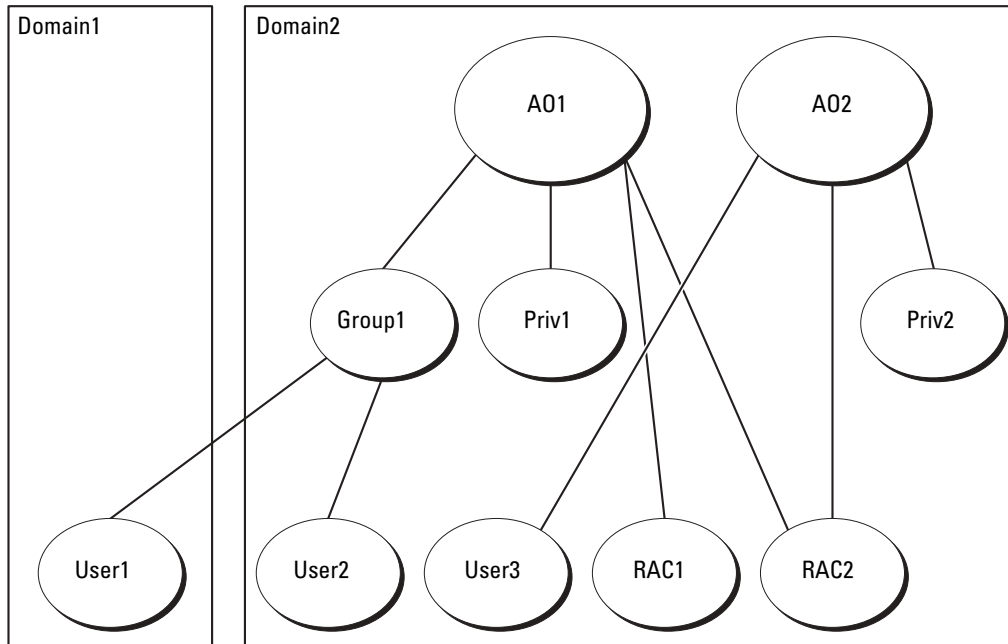 Domain1
Domain2
AO1
AO2
Group1
Priv1
Priv2
User1
User2
User3
RAC1
RAC2